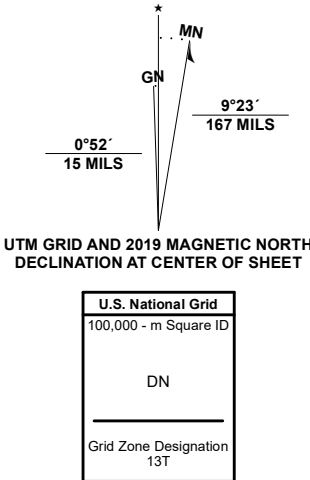 ★
MN
GN
9°23´
167 MILS
0°52´
15 MILS
UTM GRID AND 2019 MAGNETIC NORTH
DECLINATION AT CENTER OF SHEET
U.S. National Grid
100,000 - m Square ID
DN
Grid Zone Designation
13T